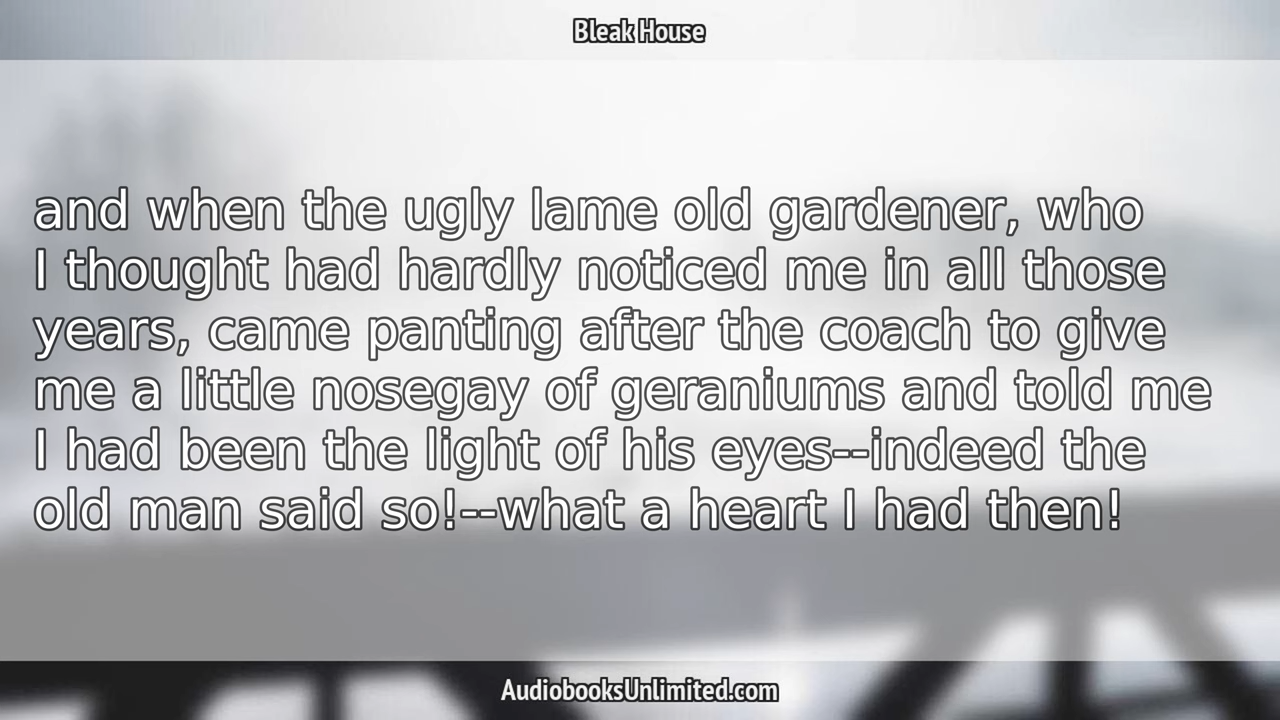 Bleak House
and when the ugly lame old gardener, who
I thought had hardly noticed me in all those
years, came panting after the coach to give
me a little nosegay of geraniums and told me
I had been the light of his eyes--indeed the
old man said so!--what a heart I had then!
AudiobooksUnlimited.com